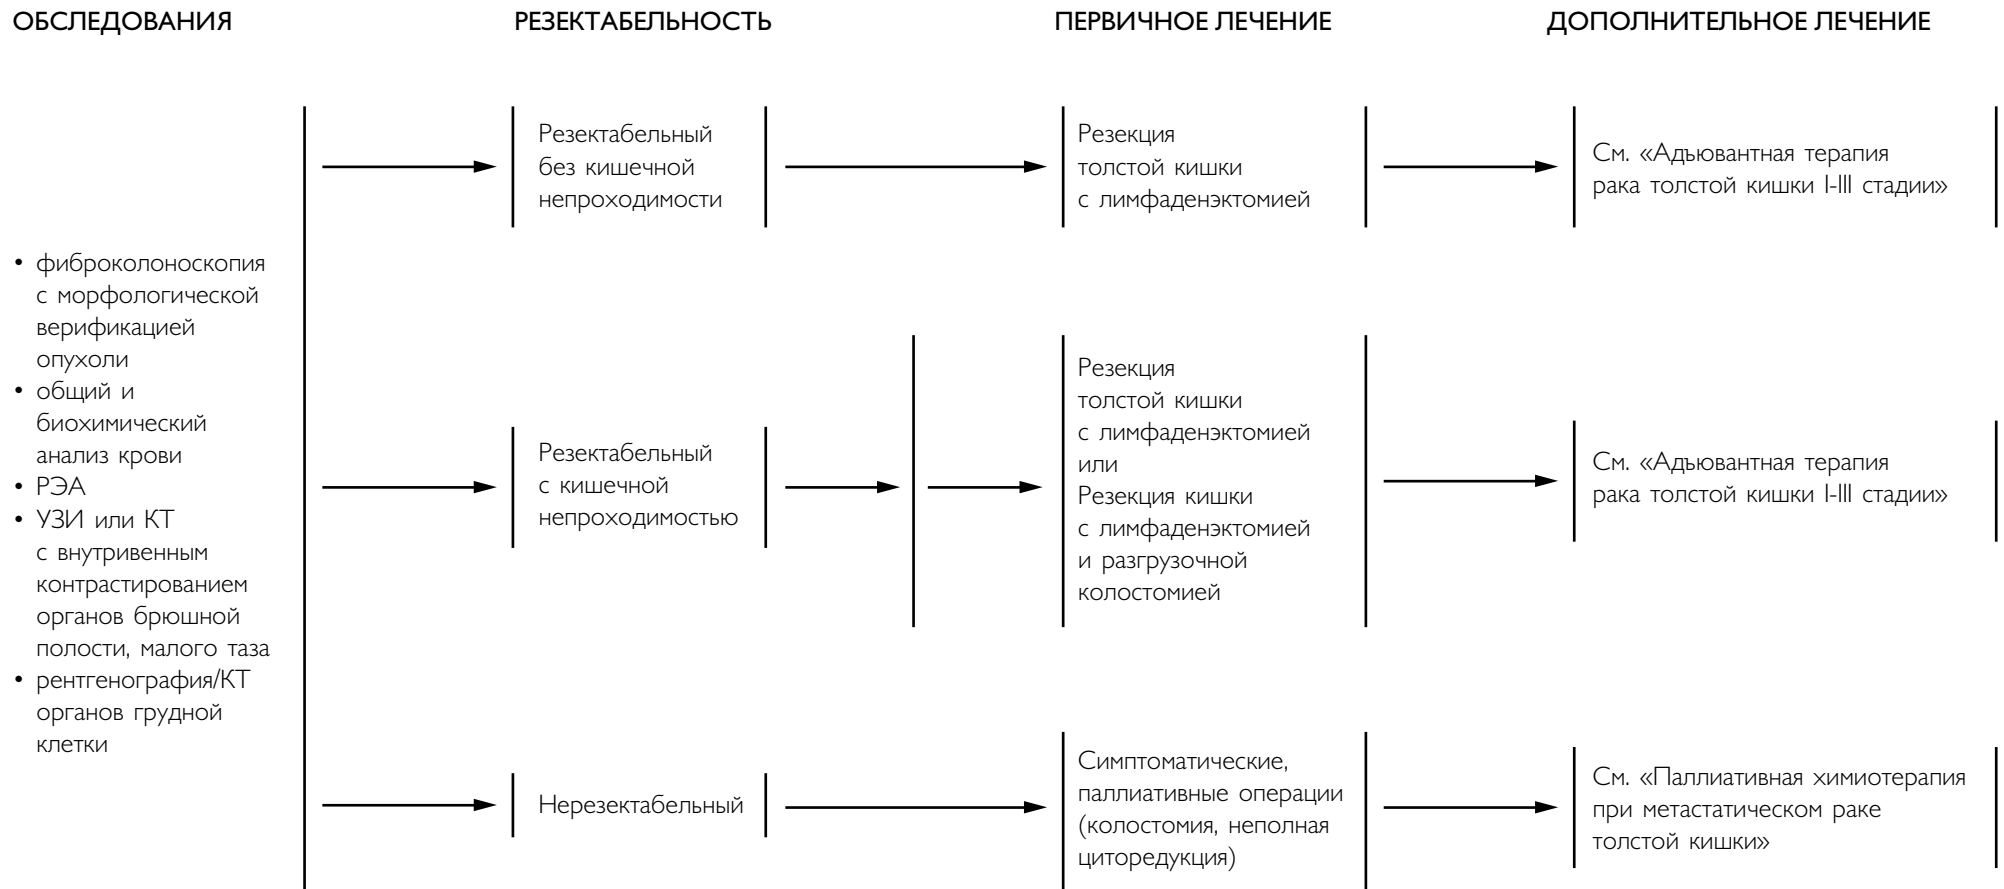 ОБСЛЕДОВАНИЯ
РЕЗЕКТАБЕЛЬНОСТЬ
ПЕРВИЧНОЕ ЛЕЧЕНИЕ
ДОПОЛНИТЕЛЬНОЕ ЛЕЧЕНИЕ
• фиброколоноскопия
с морфологической
верификацией
опухоли
• общий и
биохимический
анализ крови
• РЭА
• УЗИ или КТ
с внутривенным
контрастированием
органов брюшной
полости, малого таза
• рентгенография/КТ
органов грудной
клетки
Резектабельный
без кишечной
непроходимости
Резекция
толстой кишки
с лимфаденэктомией
См. «Адъювантная терапия
рака толстой кишки I-III стадии»
Резектабельный
с кишечной
непроходимостью
Резекция
толстой кишки
с лимфаденэктомией
или
Резекция кишки
с лимфаденэктомией
и разгрузочной
колостомией
См. «Адъювантная терапия
рака толстой кишки I-III стадии»
Нерезектабельный
Симптоматические,
паллиативные операции
(колостомия, неполная
циторедукция)
См. «Паллиативная химиотерапия
при метастатическом раке
толстой кишки»